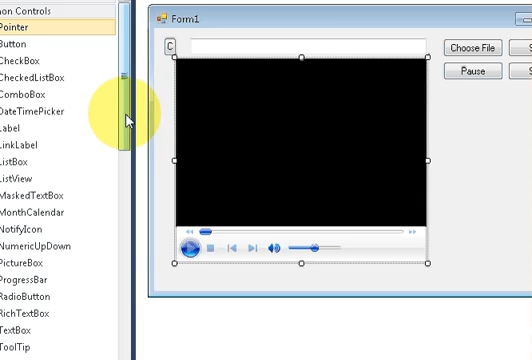 non Controls
Pointer
Button
CheckBox
CheckedListBox
ComboBox
DateTimePicker
Label
LinkLabel
ListBox
ListView
MaskedTextBox
MonthCalendar
NotifyIcon
NumericUpDown
PictureBox
ProgressBar
RadioButton
RichTextBox
TextBox
ToolTip
Form1
C
Choose File
S
Pause
S